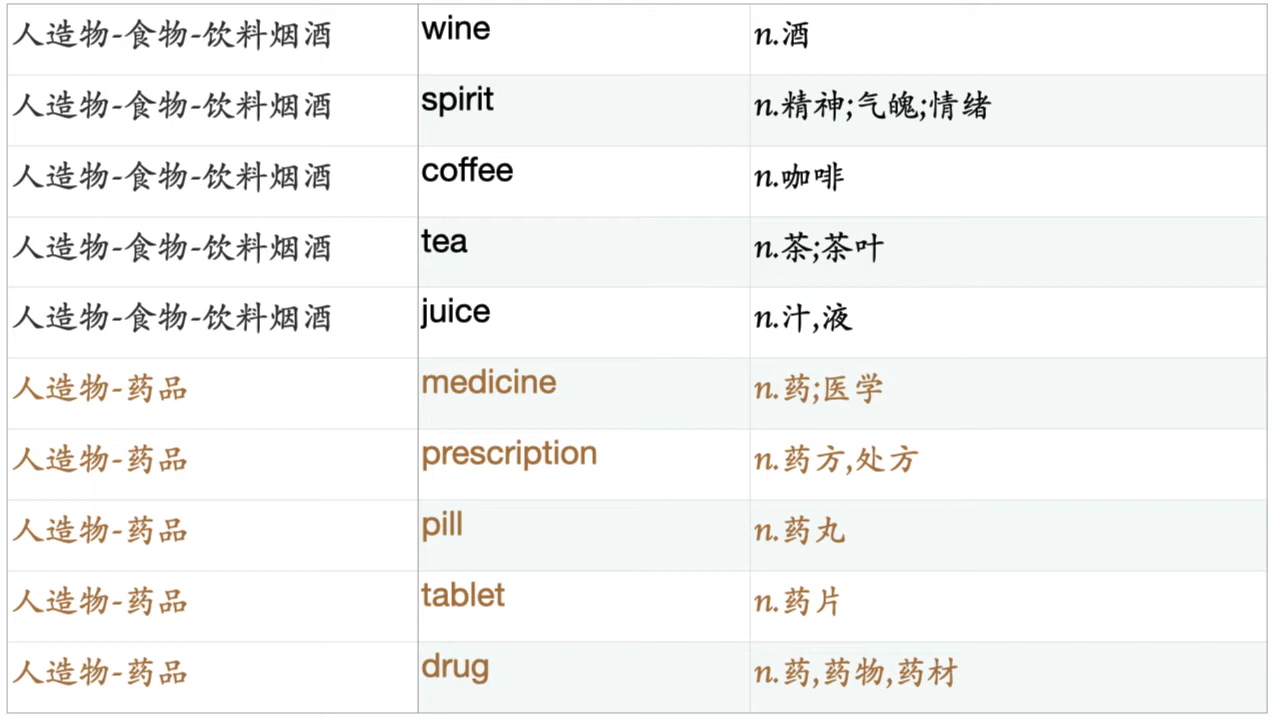 人造物-食物-饮料烟酒 wine n.酒
人造物-食物-饮料烟酒 spirit n.精神;气魄;情绪
人造物-食物-饮料烟酒 coffee n.咖啡
人造物-食物-饮料烟酒 tea n.茶;茶叶
人造物-食物-饮料烟酒 juice n.汁,液
人造物-药品 medicine n.药;医学
人造物-药品 prescription n.药方,处方
人造物-药品 pill n.药丸
人造物-药品 tablet n.药片
人造物-药品 drug n.药,药物,药材